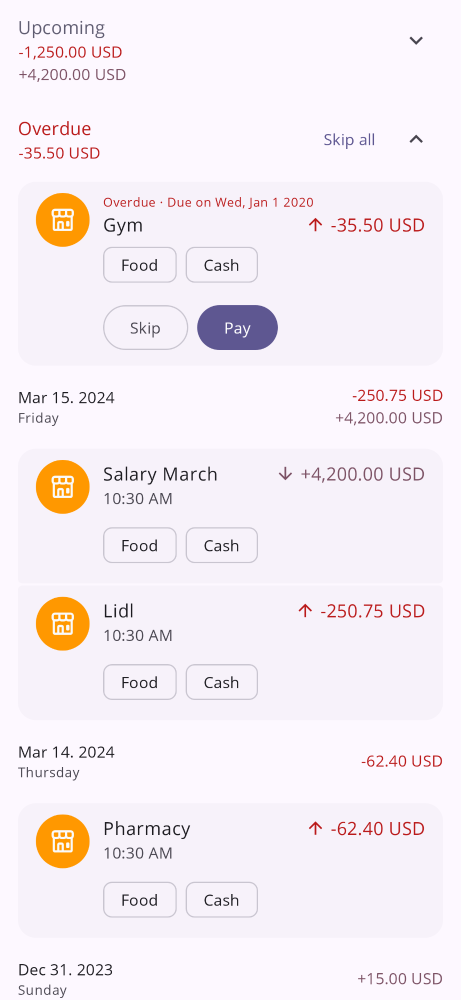 Upcoming
-1,250.00 USD
+4,200.00 USD
Overdue
-35.50 USD
Skip all
Overdue · Due on Wed, Jan 1 2020
Gym
-35.50 USD
Food
Cash
Skip
Pay
Mar 15. 2024
Friday
-250.75 USD
+4,200.00 USD
Salary March
+4,200.00 USD
10:30 AM
Food
Cash
Lidl
-250.75 USD
10:30 AM
Food
Cash
Mar 14. 2024
Thursday
-62.40 USD
Pharmacy
-62.40 USD
10:30 AM
Food
Cash
Dec 31. 2023
Sunday
+15.00 USD